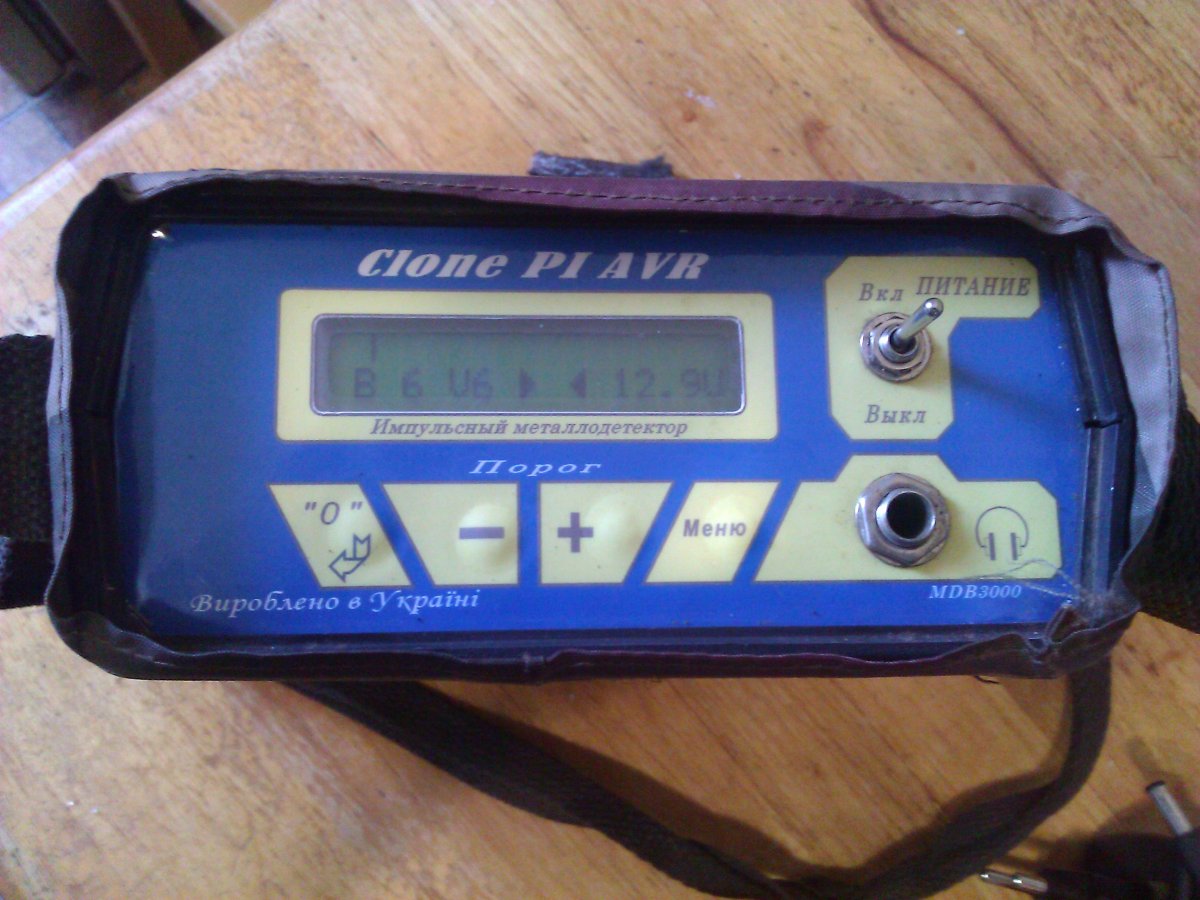 Clone PI AVR
Вкл ПИТАНИЕ
В 6 U6 12.9U
Выкл
Импульсный металлодетектор
Порог
"0" − + Меню
Вироблено в Україні
MDB3000